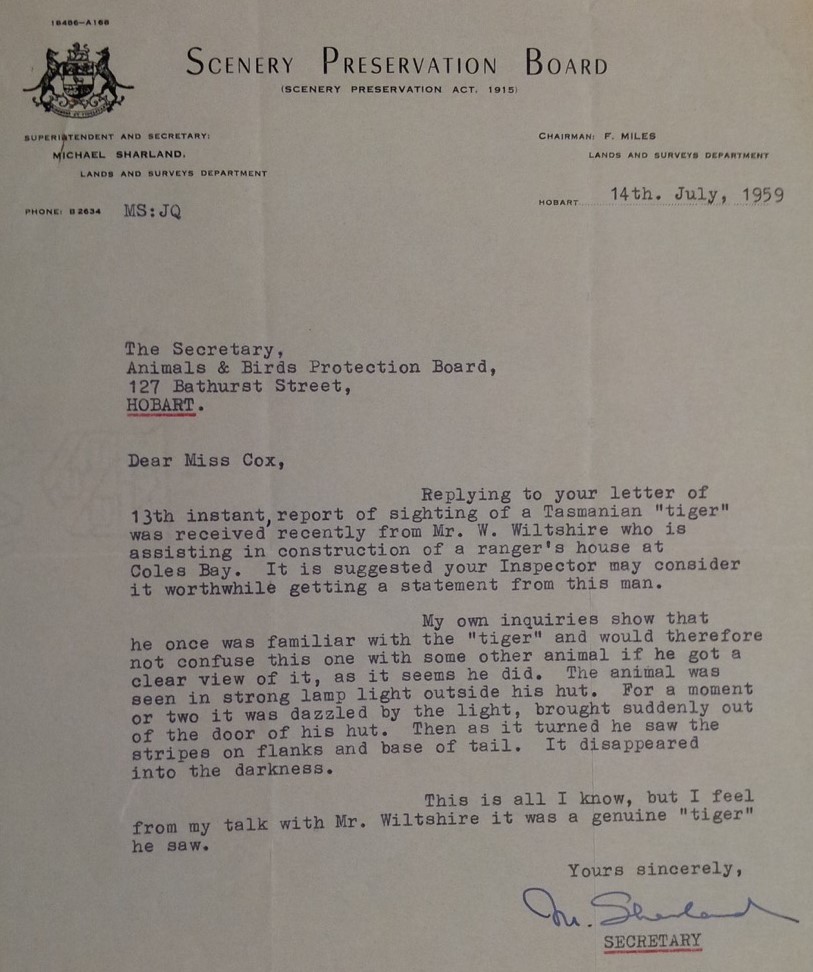 18486-A168
SCENERY PRESERVATION BOARD
(SCENERY PRESERVATION ACT, 1915)
SUPERINTENDENT AND SECRETARY:
MICHAEL SHARLAND,
LANDS AND SURVEYS DEPARTMENT
CHAIRMAN: F. MILES
LANDS AND SURVEYS DEPARTMENT
PHONE: B 2634 MS:JQ
HOBART 14th. July, 1959
The Secretary,
Animals & Birds Protection Board,
127 Bathurst Street,
HOBART.
Dear Miss Cox,
Replying to your letter of
13th instant, report of sighting of a Tasmanian "tiger"
was received recently from Mr. W. Wiltshire who is
assisting in construction of a ranger's house at
Coles Bay. It is suggested your Inspector may consider
it worthwhile getting a statement from this man.
My own inquiries show that
he once was familiar with the "tiger" and would therefore
not confuse this one with some other animal if he got a
clear view of it, as it seems he did. The animal was
seen in strong lamp light outside his hut. For a moment
or two it was dazzled by the light, brought suddenly out
of the door of his hut. Then as it turned he saw the
stripes on flanks and base of tail. It disappeared
into the darkness.
This is all I know, but I feel
from my talk with Mr. Wiltshire it was a genuine "tiger"
he saw.
Yours sincerely,
M. Sharland
SECRETARY